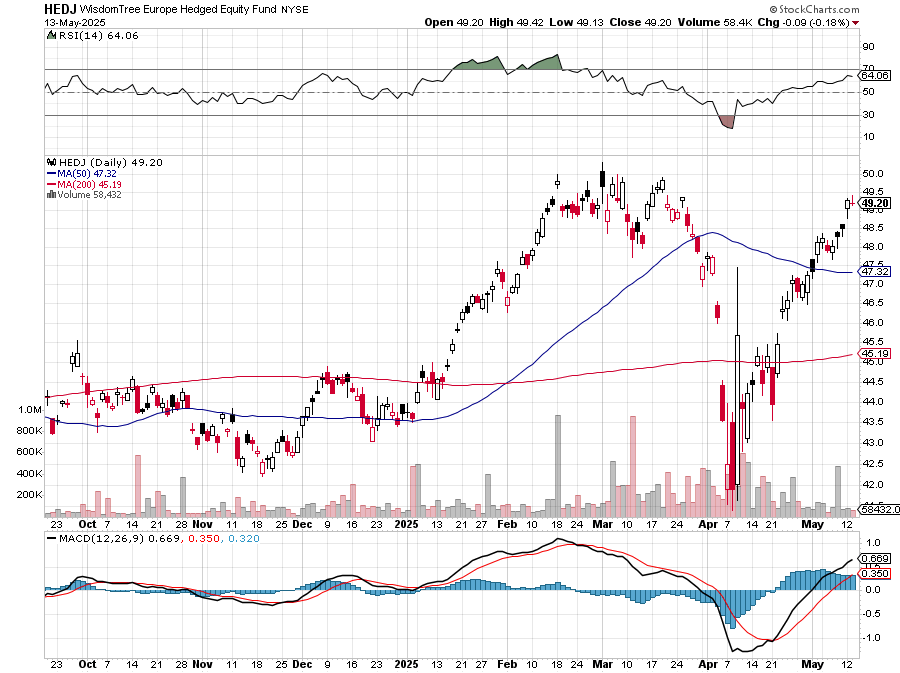 HEDJ WisdomTree Europe Hedged Equity Fund NYSE © StockCharts.com
13-May-2025 Open 49.20 High 49.42 Low 49.13 Close 49.20 Volume 58.4K Chg -0.09 (-0.18%)
RSI(14) 64.06
90
70
64.06
50
30
10
HEDJ (Daily) 49.20
MA(50) 47.32
MA(200) 45.19
Volume 58,432
50.0
49.5
49.20
49.0
48.5
48.0
47.5
47.32
47.0
46.5
46.0
45.5
45.19
45.0
44.5
44.0
43.5
43.0
42.5
42.0
41.5
1.0M
800K
600K
400K
200K
58432.0
23 Oct 7 14 21 28 Nov 11 18 25 Dec 9 16 23 2025 13 21 27 Feb 10 18 24 Mar 10 17 24 Apr 7 14 21 May 12
MACD(12,26,9) 0.669, 0.350, 0.320
1.0
0.669
0.5
0.350
0.0
-0.5
-1.0
23 Oct 7 14 21 28 Nov 11 18 25 Dec 9 16 23 2025 13 21 27 Feb 10 18 24 Mar 10 17 24 Apr 7 14 21 May 12